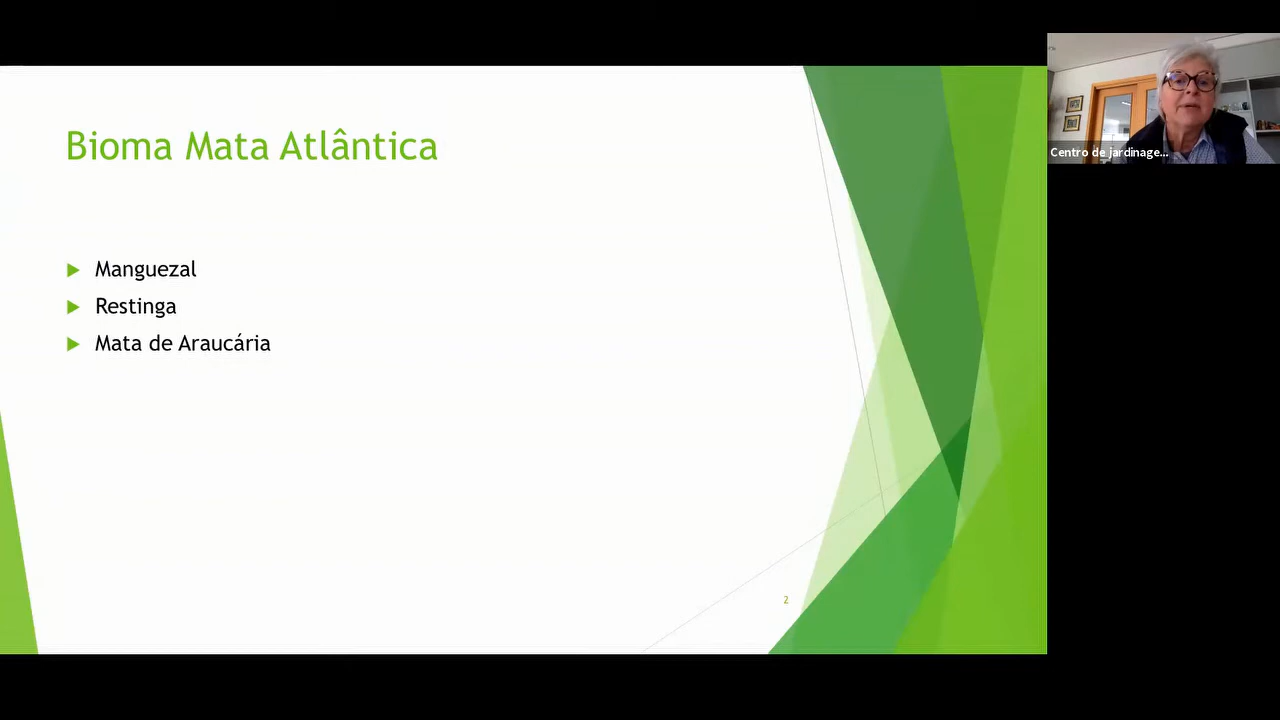 Bioma Mata Atlântica
Manguezal
Restinga
Mata de Araucária
2
Centro de jardinage...